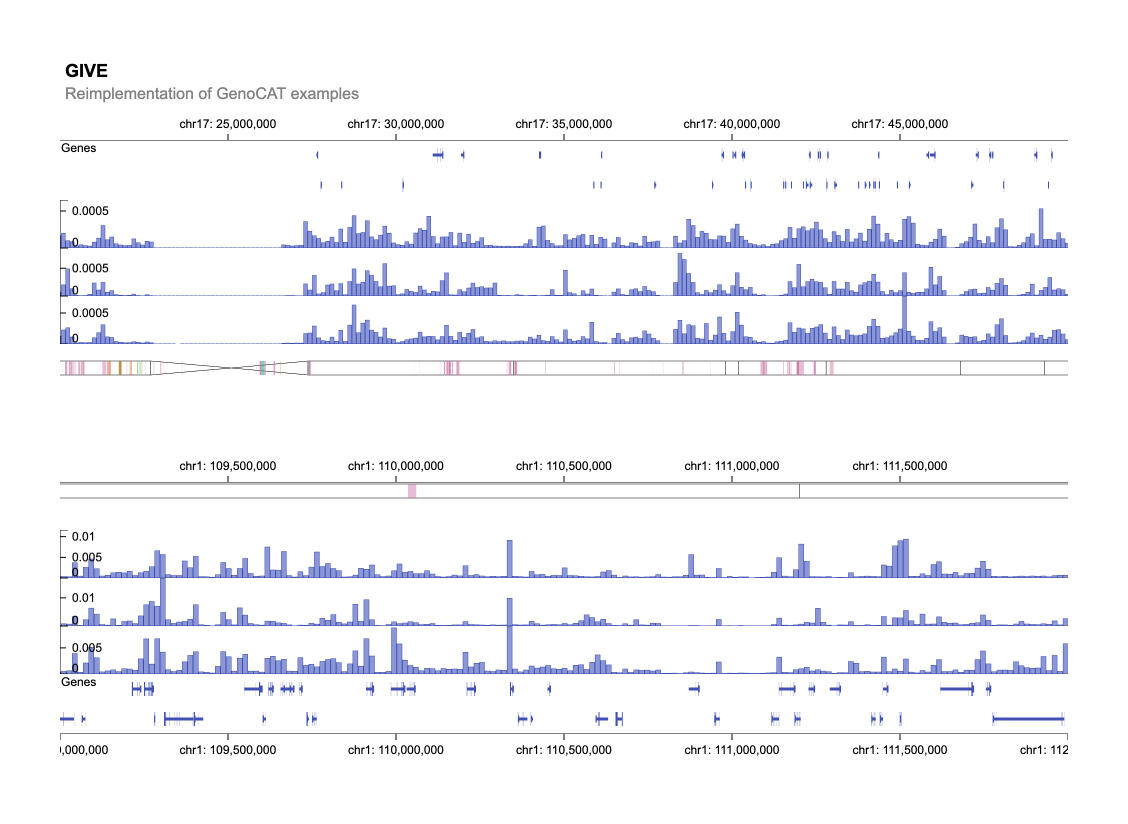 GIVE
Reimplementation of GenoCAT examples
chr17: 25,000,000 chr17: 30,000,000 chr17: 35,000,000 chr17: 40,000,000 chr17: 45,000,000
Genes
0.0005
0
0.0005
0
0.0005
0
chr1: 109,500,000 chr1: 110,000,000 chr1: 110,500,000 chr1: 111,000,000 chr1: 111,500,000
0.01
0.005
0
0.01
0
0.005
Genes
0,000,000 chr1: 109,500,000 chr1: 110,000,000 chr1: 110,500,000 chr1: 111,000,000 chr1: 111,500,000 chr1: 112